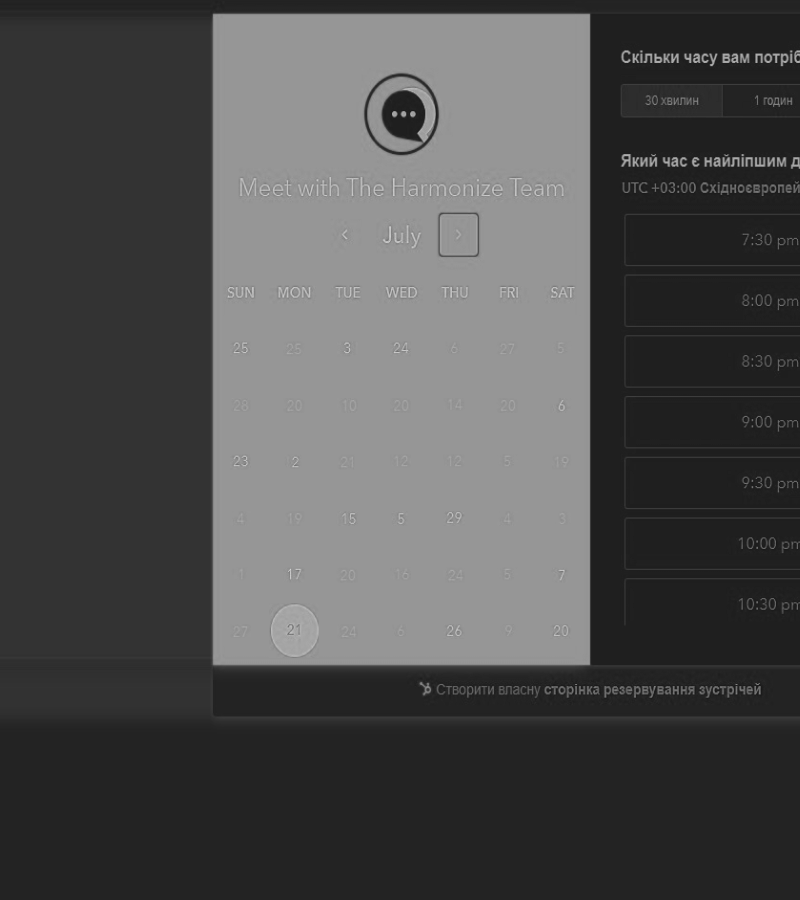 Meet with The Harmonize Team
July
SUN MON TUE WED THU FRI SAT
25 25 3 24 6 27 5
28 20 10 20 14 20 6
23 2 21 12 12 5 19
4 19 15 5 29 4 3
1 17 20 16 24 5 7
27 21 24 6 26 9 20
Скільки часу вам потріб
30 хвилин 1 годин
Який час є найліпшим д
UTC +03:00 Східноєвропей
7:30 pm
8:00 pm
8:30 pm
9:00 pm
9:30 pm
10:00 pm
10:30 pm
Створити власну сторінка резервування зустрічей